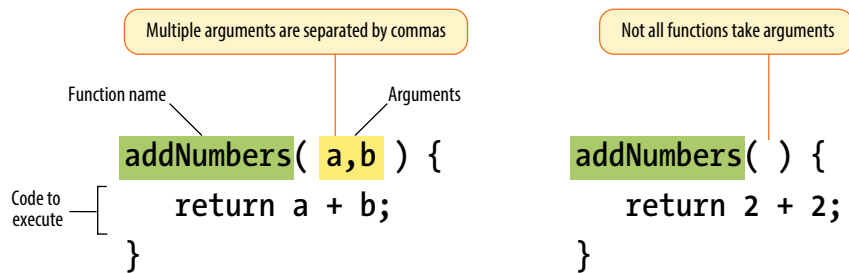 Multiple arguments are separated by commas
Not all functions take arguments
Function name
Arguments
addNumbers( a,b ) {
addNumbers( ) {
Code to
execute
return a + b;
return 2 + 2;
}
}